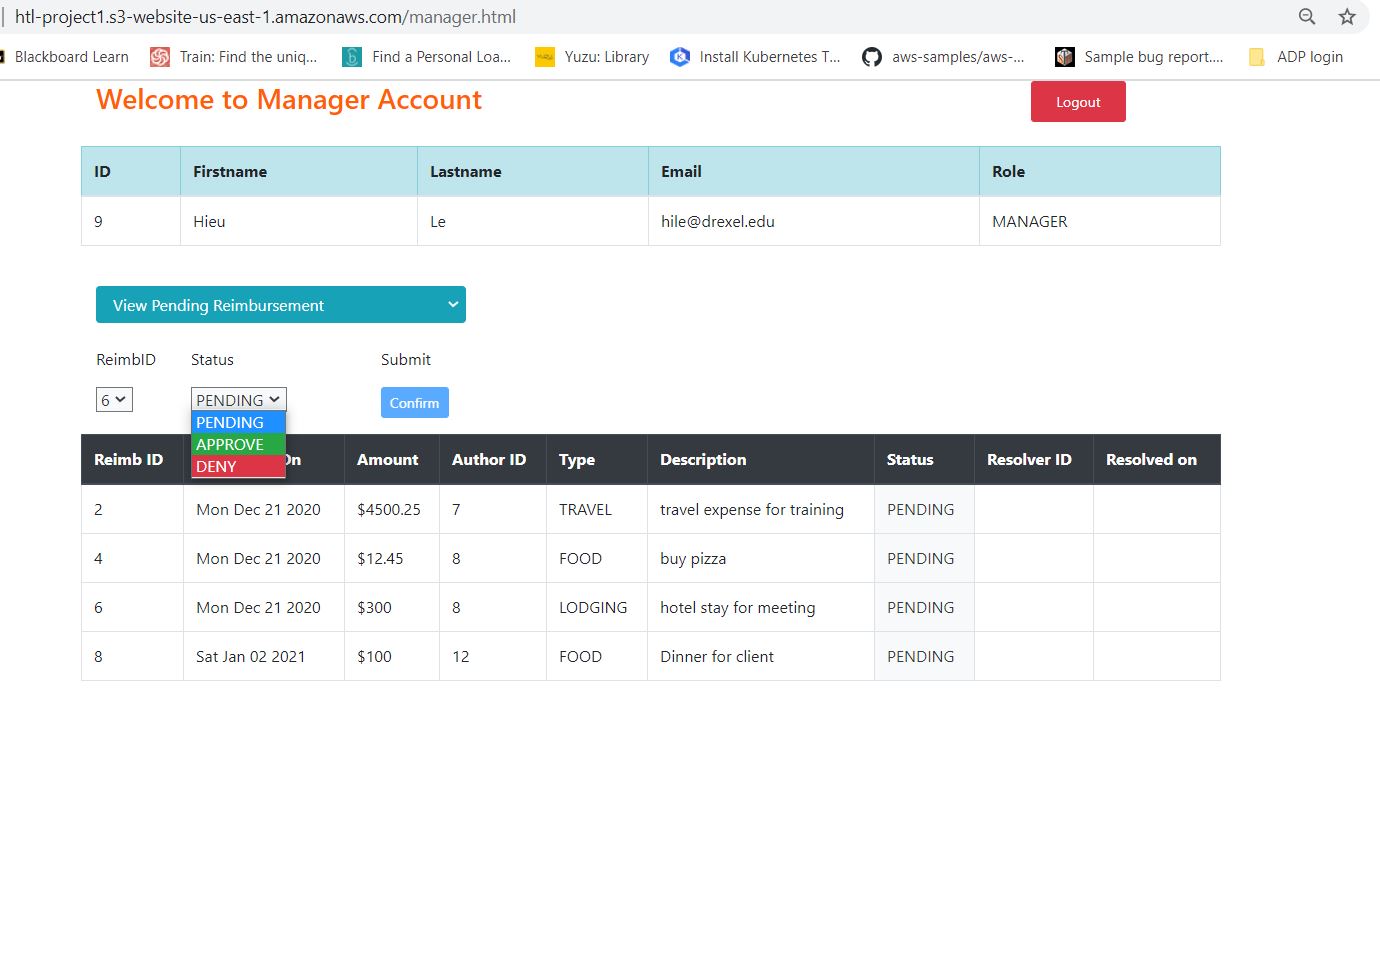 htl-project1.s3-website-us-east-1.amazonaws.com/manager.html
Blackboard Learn Train: Find the uniq... Find a Personal Loa... Yuzu: Library Install Kubernetes T... aws-samples/aws-... Sample bug report.... ADP login
Welcome to Manager Account Logout
ID Firstname Lastname Email Role
9 Hieu Le hile@drexel.edu MANAGER
View Pending Reimbursement
ReimbID Status Submit
6 PENDING Confirm
PENDING
APPROVE
DENY
Reimb ID On Amount Author ID Type Description Status Resolver ID Resolved on
2 Mon Dec 21 2020 $4500.25 7 TRAVEL travel expense for training PENDING
4 Mon Dec 21 2020 $12.45 8 FOOD buy pizza PENDING
6 Mon Dec 21 2020 $300 8 LODGING hotel stay for meeting PENDING
8 Sat Jan 02 2021 $100 12 FOOD Dinner for client PENDING